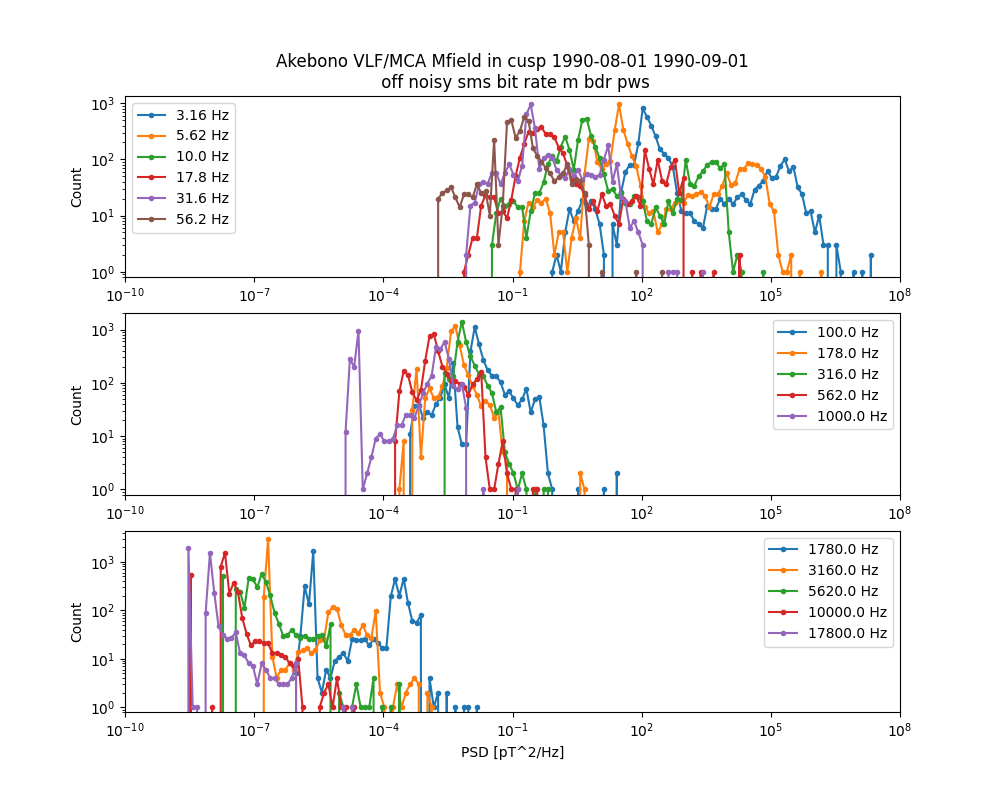 Akebono VLF/MCA Mfield in cusp 1990-08-01 1990-09-01
off noisy sms bit rate m bdr pws
Count
10^3
10^2
10^1
10^0
3.16 Hz
5.62 Hz
10.0 Hz
17.8 Hz
31.6 Hz
56.2 Hz
10^-10
10^-7
10^-4
10^-1
10^2
10^5
10^8
Count
10^3
10^2
10^1
10^0
100.0 Hz
178.0 Hz
316.0 Hz
562.0 Hz
1000.0 Hz
10^-10
10^-7
10^-4
10^-1
10^2
10^5
10^8
Count
10^3
10^2
10^1
10^0
1780.0 Hz
3160.0 Hz
5620.0 Hz
10000.0 Hz
17800.0 Hz
10^-10
10^-7
10^-4
10^-1
10^2
10^5
10^8
PSD [pT^2/Hz]